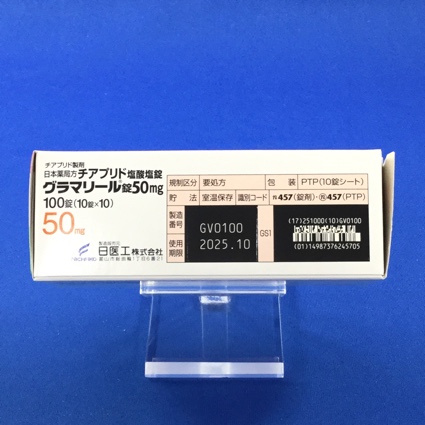 チアプリド製剤
日本薬局方 チアプリド塩酸塩錠
グラマリール®錠50mg
100錠(10錠×10)
50mg
日医工株式会社
規制区分 要処方 包装 PTP(10錠シート)
貯法 室温保存 識別コード 457(錠剤)・457(PTP)
製造番号 GV0100
使用期限 2025.10
GS1
(17)251000(10)GV0100
(01)14987376245705